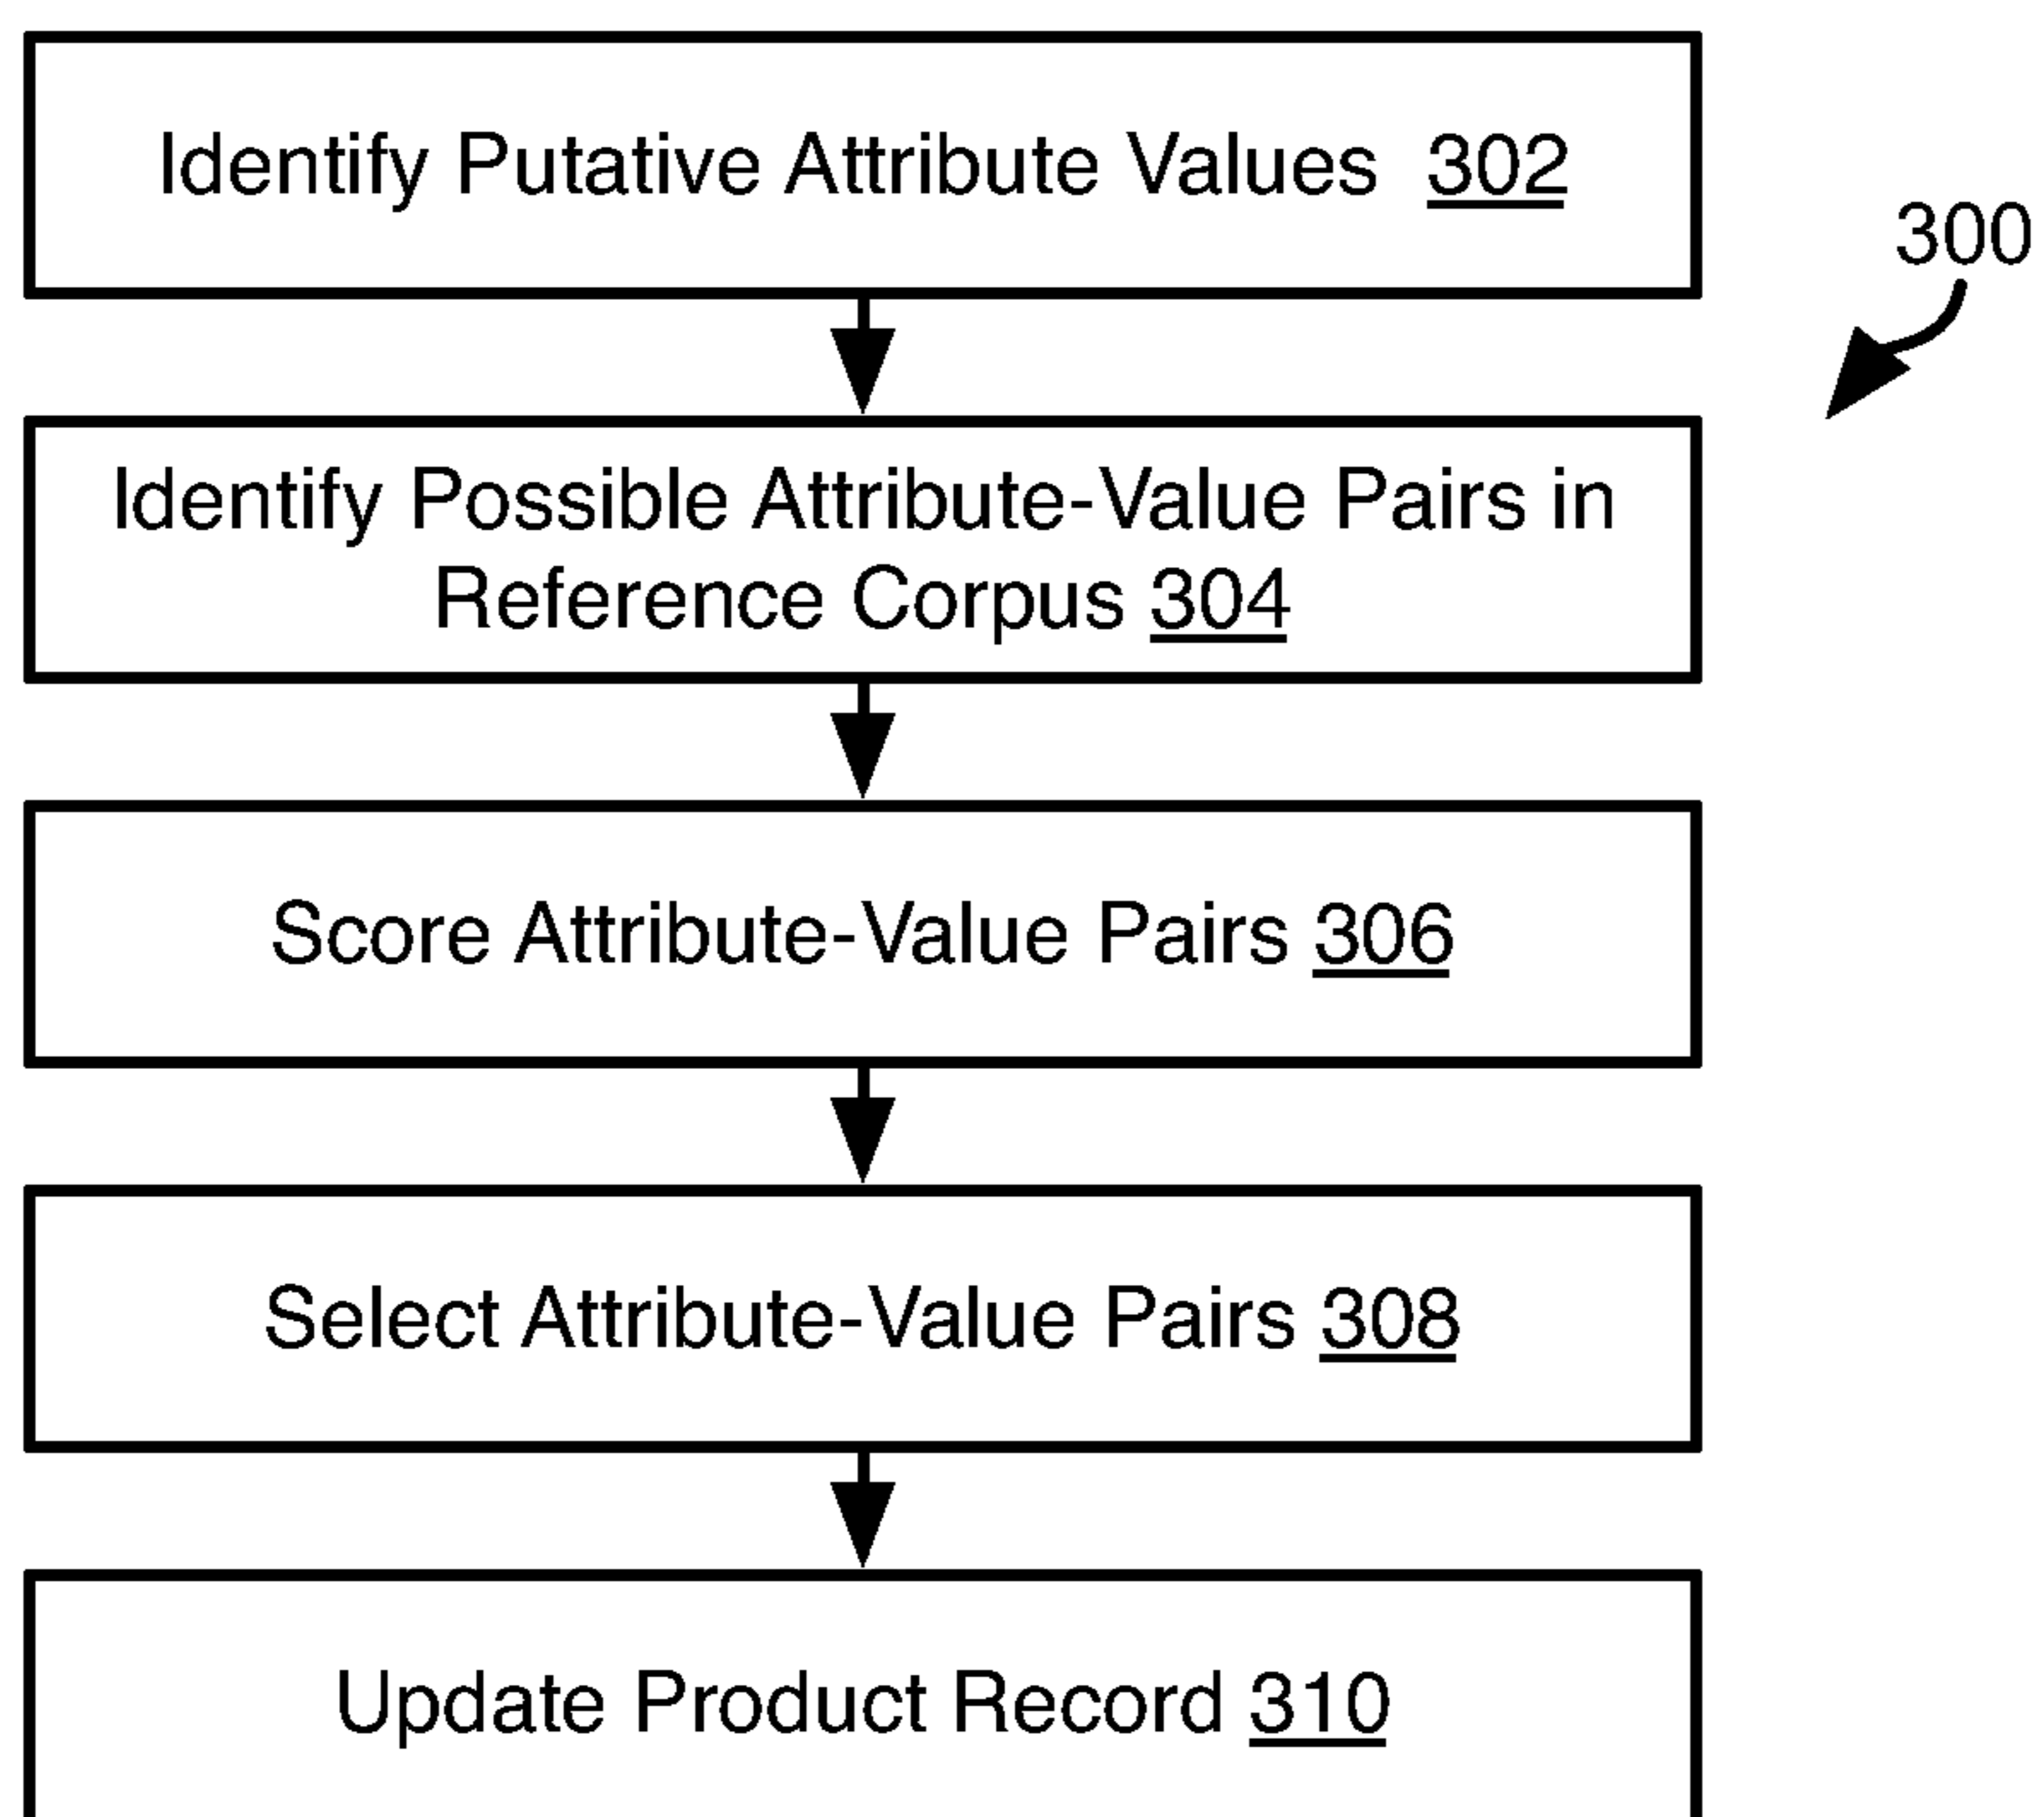 Identify Putative Attribute Values 302
300
Identify Possible Attribute-Value Pairs in
Reference Corpus 304
Score Attribute-Value Pairs 306
Select Attribute-Value Pairs 308
Update Product Record 310